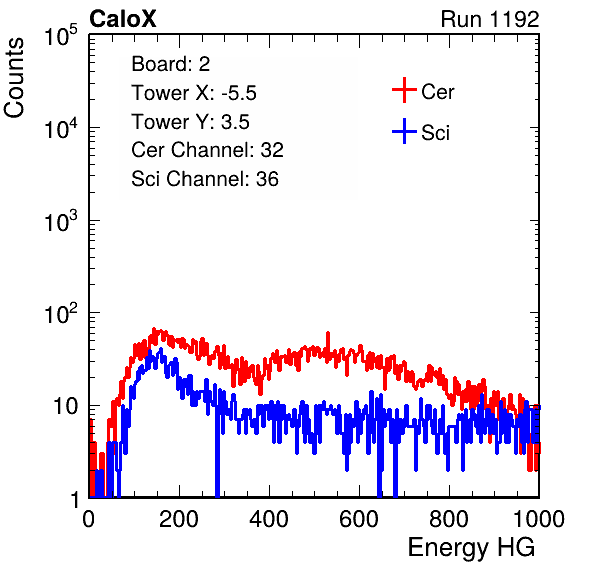 CaloX Run 1192
Counts
Board: 2
Tower X: -5.5
Tower Y: 3.5
Cer Channel: 32
Sci Channel: 36
Cer
Sci
10^5
10^4
10^3
10^2
10
1
0 200 400 600 800 1000
Energy HG